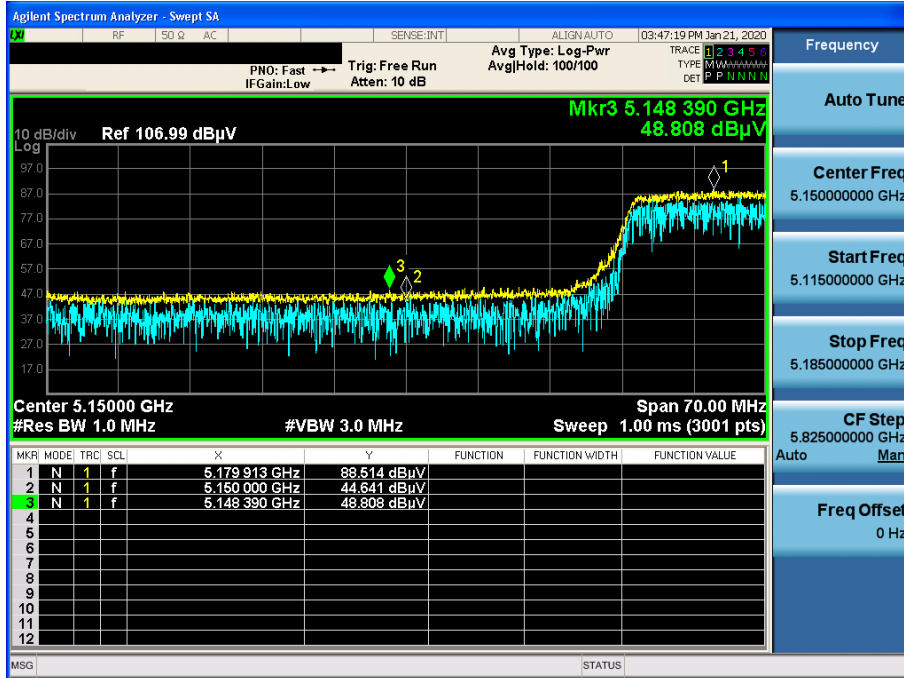 Agilent Spectrum Analyzer - Swept SA
LXI RF 50 Ω AC SENSE:INT ALIGN AUTO 03:47:19 PM Jan 21, 2020
Frequency
PNO: Fast
IFGain:Low
Trig: Free Run
Atten: 10 dB
Avg Type: Log-Pwr
Avg|Hold: 100/100
TRACE 1 2 3 4 5 6
TYPE M W W W W W
DET P P N N N N
Mkr3 5.148 390 GHz
48.808 dBµV
10 dB/div
Log
Ref 106.99 dBµV
97.0
87.0
77.0
67.0
57.0
47.0
37.0
27.0
17.0
1
3
2
Center 5.15000 GHz
Span 70.00 MHz
#Res BW 1.0 MHz
#VBW 3.0 MHz
Sweep 1.00 ms (3001 pts)
MKR MODE TRC SCL X Y FUNCTION FUNCTION WIDTH FUNCTION VALUE
1 N 1 f 5.179 913 GHz 88.514 dBµV
2 N 1 f 5.150 000 GHz 44.641 dBµV
3 N 1 f 5.148 390 GHz 48.808 dBµV
4
5
6
7
8
9
10
11
12
MSG
STATUS
Auto Tune
Center Freq
5.150000000 GHz
Start Freq
5.115000000 GHz
Stop Freq
5.185000000 GHz
CF Step
5.825000000 GHz
Auto Man
Freq Offset
0 Hz